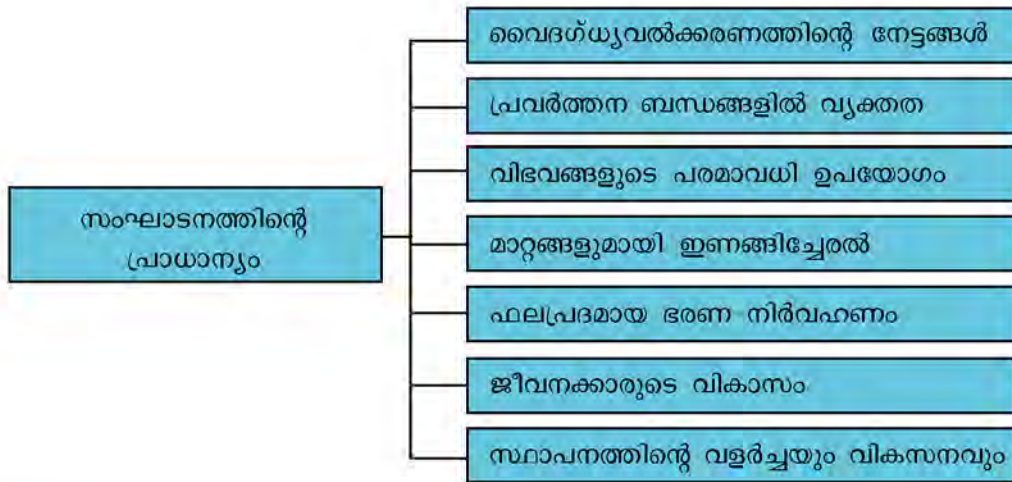 വൈദഗ്ധ്യവൽക്കരണത്തിന്റെ നേട്ടങ്ങൾ
പ്രവർത്തന ബന്ധങ്ങളിൽ വ്യക്തത
വിഭവങ്ങളുടെ പരമാവധി ഉപയോഗം
സംഘാടനത്തിന്റെ
പ്രാധാന്യം
മാറ്റങ്ങളുമായി ഇണങ്ങിച്ചേരൽ
ഫലപ്രദമായ ഭരണ നിർവഹണം
ജീവനക്കാരുടെ വികാസം
സ്ഥാപനത്തിന്റെ വളർച്ചയും വികസനവും